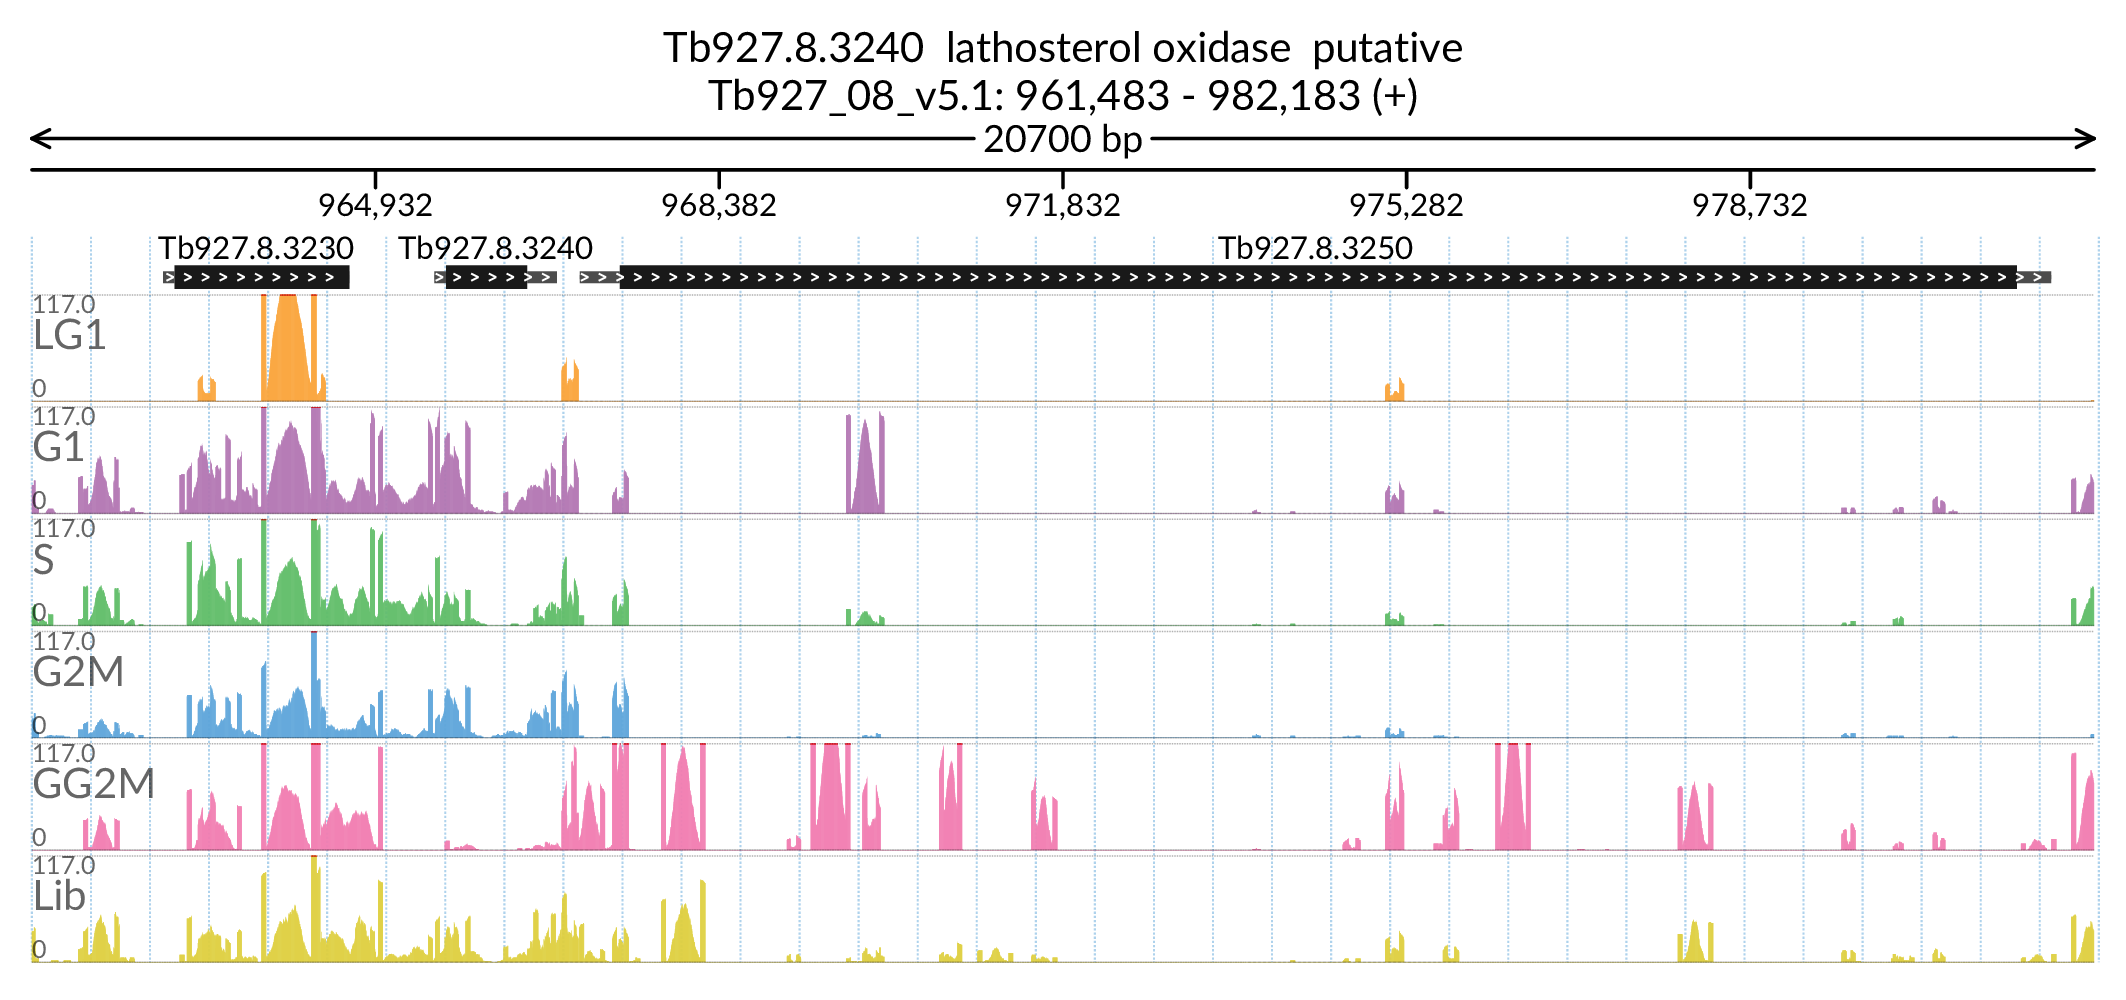 Tb927.8.3240 lathosterol oxidase putative
Tb927_08_v5.1: 961,483 - 982,183 (+)
20700 bp
964,932 968,382 971,832 975,282 978,732
Tb927.8.3230 Tb927.8.3240 Tb927.8.3250
117.0
LG1
0
117.0
G1
0
117.0
S
0
117.0
G2M
0
117.0
GG2M
0
117.0
Lib
0